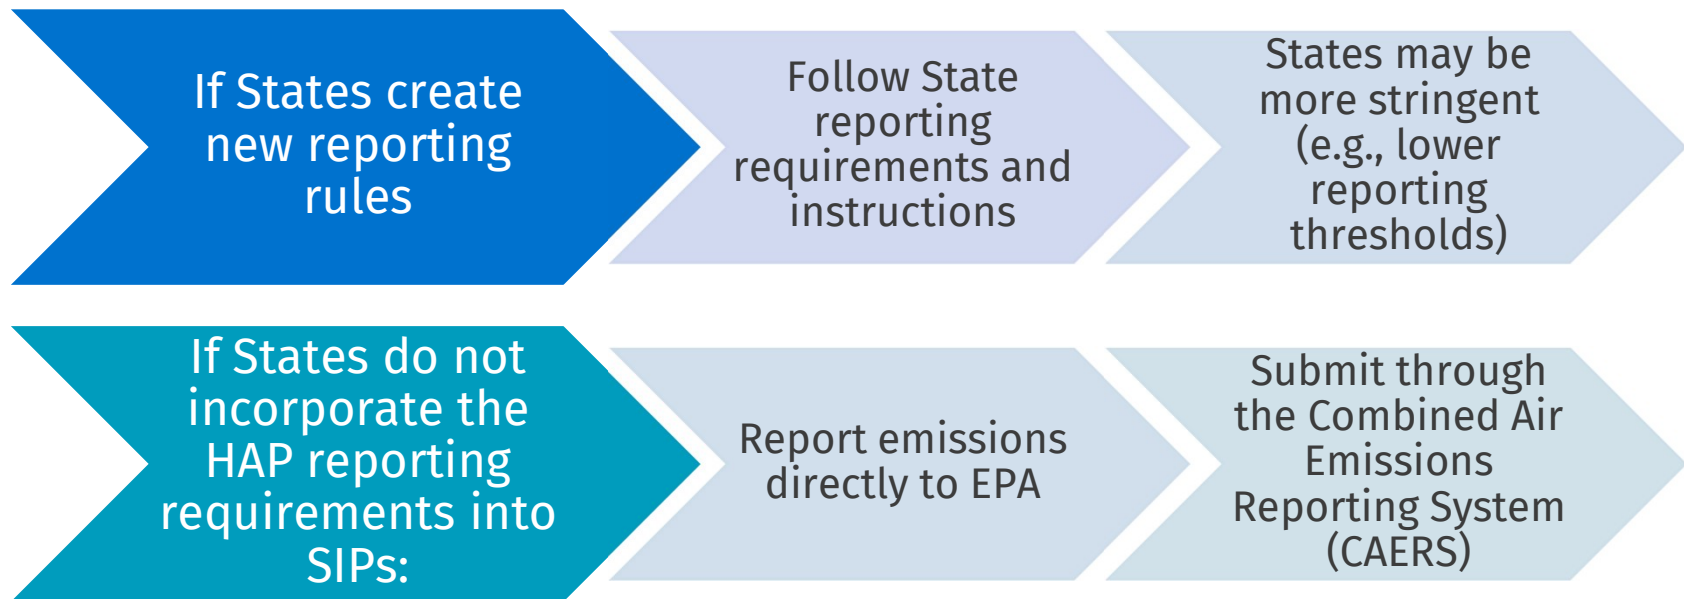 If States create
new reporting
rules
Follow State
reporting
requirements and
instructions
States may be
more stringent
(e.g., lower
reporting
thresholds)
If States do not
incorporate the
HAP reporting
requirements into
SIPs:
Report emissions
directly to EPA
Submit through
the Combined Air
Emissions
Reporting System
(CAERS)